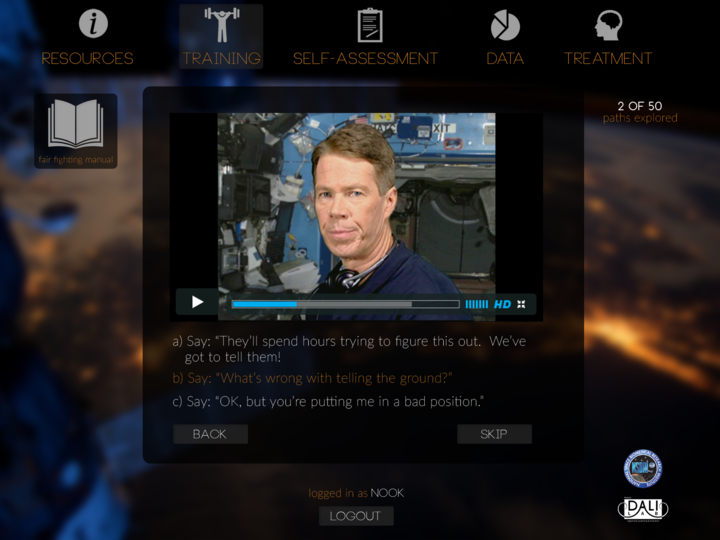 RESOURCES
TRAINING
SELF-ASSESSMENT
DATA
TREATMENT
fair fighting manual
2 OF 50
paths explored
EXIT
HD
a) Say: “They’ll spend hours trying to figure this out.  We’ve
got to tell them!
b) Say: “What’s wrong with telling the ground?”
c) Say: “OK, but you’re putting me in a bad position.”
BACK
SKIP
logged in as NOOK
LOGOUT
DALI
LAB